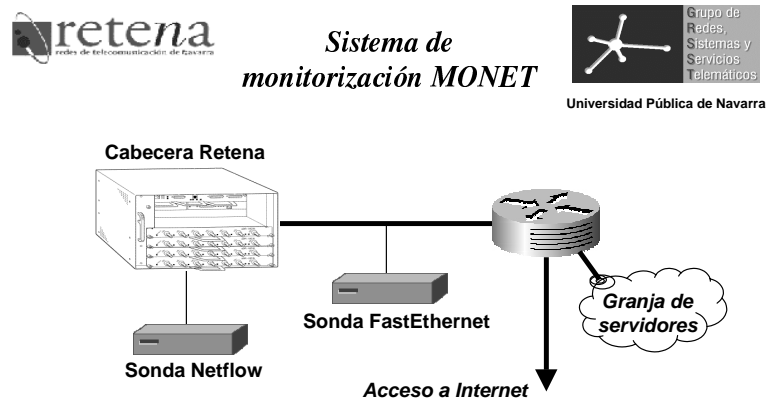 retena
redes de telecomunicación de Navarra
Sistema de
monitorización MONET
Grupo de
Redes,
Sistemas y
Servicios
Telemáticos
Universidad Pública de Navarra
Cabecera Retena
Sonda FastEthernet
Granja de
servidores
Sonda Netflow
Acceso a Internet